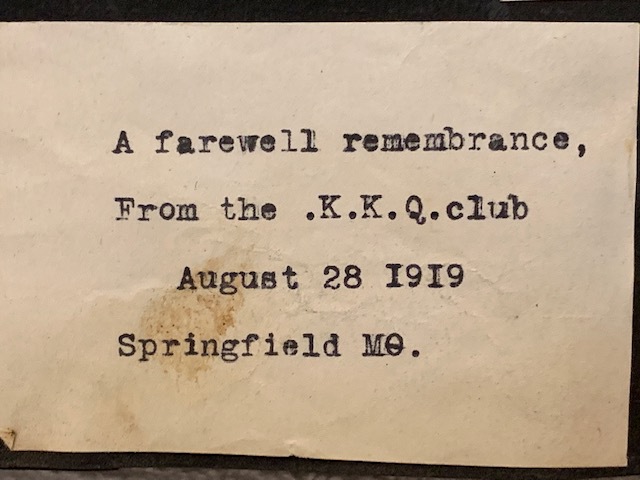 A farewell remembrance,
From the .K.K.Q.club
August 28 1919
Springfield MO.